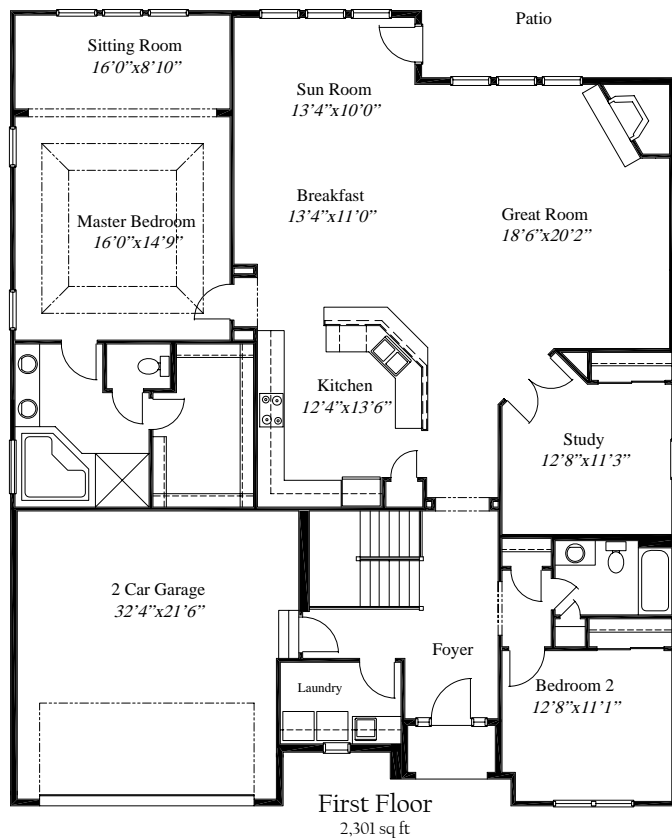 Patio
Sitting Room
16’0”x8’10”
Sun Room
13’4”x10’0”
Breakfast
13’4”x11’0”
Master Bedroom
16’0”x14’9”
Great Room
18’6”x20’2”
Kitchen
12’4”x13’6”
Study
12’8”x11’3”
2 Car Garage
32’4”x21’6”
Foyer
Laundry
Bedroom 2
12’8”x11’1”
First Floor
2,301 sq ft